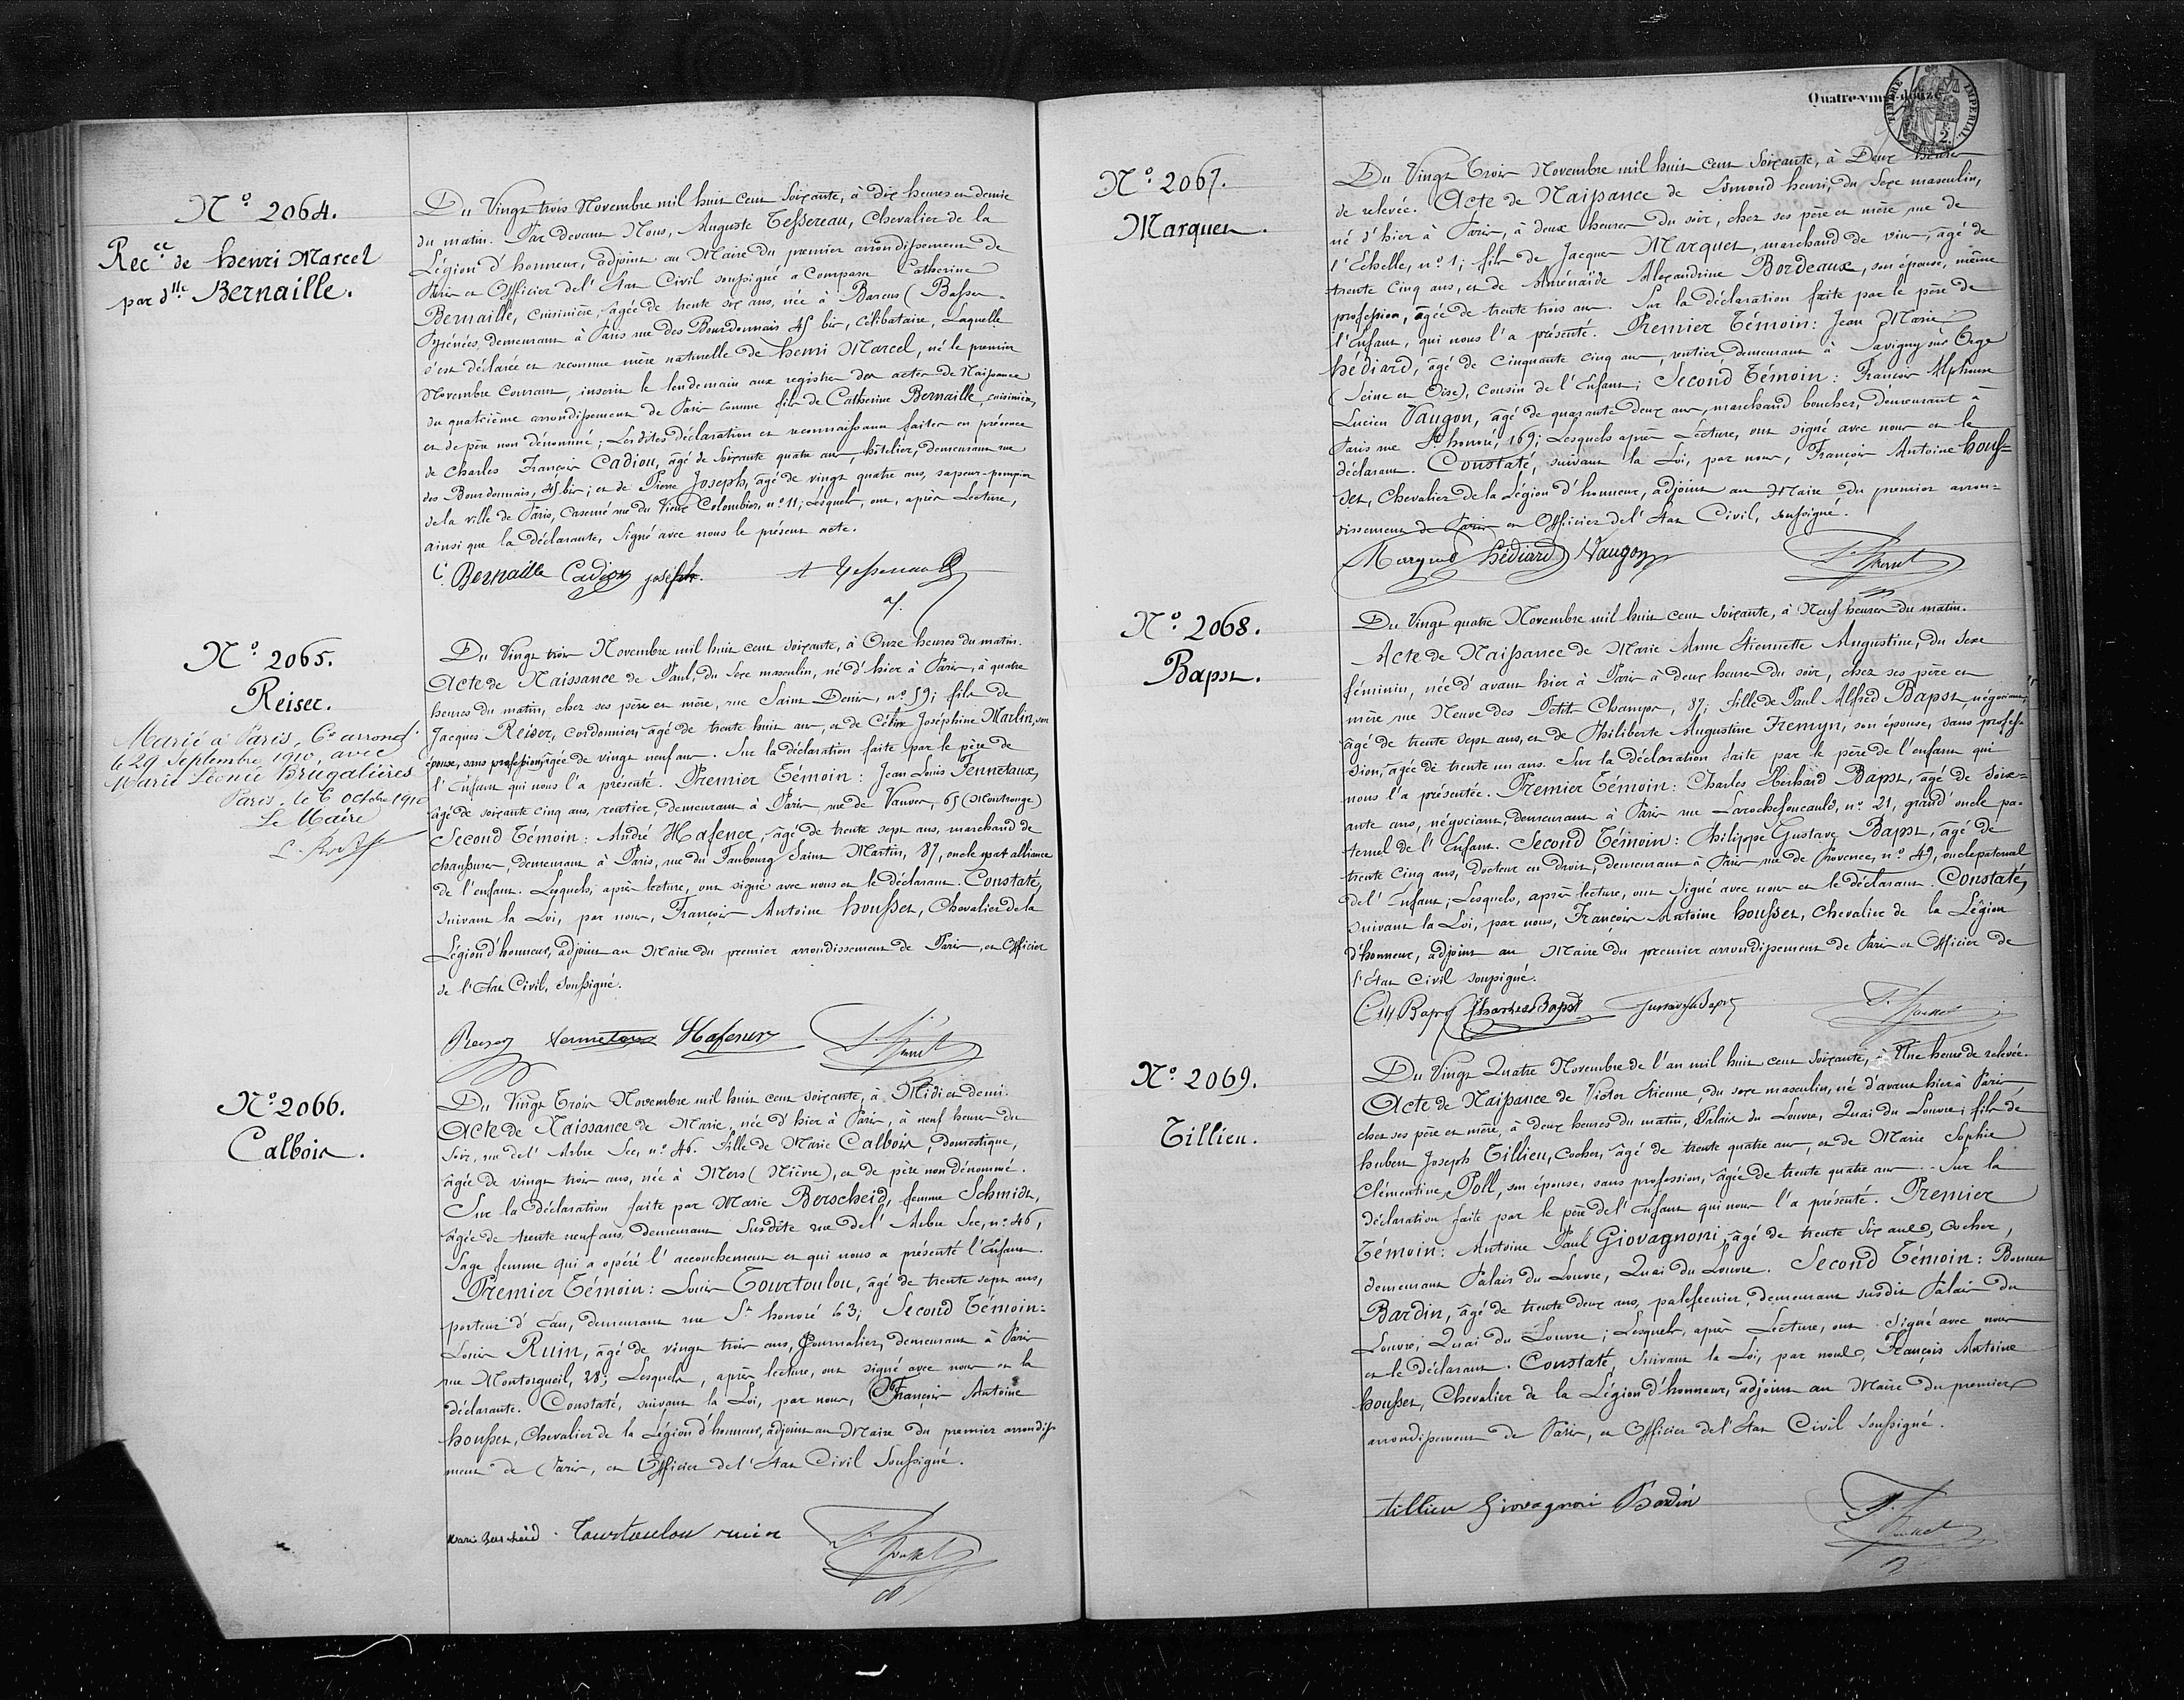 N.º 2064.
Rec.ce de henri Marcel
par dlle Bernaille.
Du Vingt trois Novembre mil huit cent Soixante, à dix heures et demie
du matin. Par devant Nous, Auguste Tessereau, Chevalier de la
Légion d'honneur, adjoint au Maire du premier arrondissement de
Paris et Officier de l'Etat Civil soussigné a comparu Catherine
Bernaille, cuisinière, âgée de trente six ans, née à Barcus (Basses-
Pyrénées, demeurant à Paris rue des Bourdonnais 45 bis, célibataire, Laquelle
s'est déclarée et reconnue mère naturelle de henri Marcel, né le premier
Novembre courant, inscrit le lendemain aux registres des actes de Naissance
du quatrième arrondissement de Paris comme fils de Catherine Bernaille, cuisinière,
et de père non dénommé; Lesdites déclaration et reconnaissance faites en présence
de Charles François Cadiou, âgé de soixante quatre ans, hôtelier, demeurant rue
des Bourdonnais, 45 bis; et de Pierre Joseph, âgé de vingt quatre ans, sapeur-pompier
de la ville de Paris, Caserné rue du Vieux Colombier, nº 11; Lesquels, ont, après Lecture,
ainsi que la déclarante, Signé avec nous le présent acte.
C. Bernaille Cadiou joseph. A Tessereau
N.º 2065.
Reiser.
Marié à Paris, 6e arrondt
le 29 Septembre 1910, avec
Marie Léonie Brugalières
Paris, le 6 octobre 1910
Le Maire
Du Vingt trois Novembre mil huit cent soixante, à Onze heures du matin.
Acte de Naissance de Paul, du Sexe masculin, né d'hier à Paris, à quatre
heures du matin, chez ses père et mère, rue Saint Denis, nº 59; fils de
Jacques Reiser, cordonnier, âgé de trente huit ans, et de Céline Joséphine Marlin, son
épouse, sans profession, âgée de vingt neuf ans. Sur la déclaration faite par le père de
l'Enfant qui nous l'a présenté. Premier Témoin: Jean Louis Fennetaux,
âgé de soixante cinq ans, rentier, demeurant à Paris rue de Vanves, 65 (Montrouge)
Second Témoin: André Hafener, âgé de trente sept ans, marchand de
chaussures, demeurant à Paris, rue du Faubourg Saint Martin, 87, oncle par alliance
de l'enfant. Lesquels, après lecture, ont signé avec nous et le déclarant. Constaté,
suivant la Loi, par nous, François Antoine housset, Chevalier de la
Légion d'honneur, adjoint au Maire du premier arrondissement de Paris, et Officier
de l'Etat Civil, soussigné.
Reiser fennetaux Hafener
N.º 2066.
Calbois.
Du Vingt Trois Novembre mil huit cent soixante, à Midi et demi.
Acte de Naissance de Marie, née d'hier à Paris, à neuf heures du
Soir, rue de l'Arbre Sec, nº 46. Fille de Marie Calbois, domestique,
âgée de vingt trois ans, née à Mers (Nièvre), et de père non dénommé.
Sur la déclaration faite par Marie Berscheid, femme Schmidt,
âgée de trente neuf ans, demeurant Susdite rue de l'Arbre Sec, nº 46,
Sage femme qui a opéré l'accouchement et qui nous a présenté l'Enfant.
Premier Témoin: Louis Tourtoulou, âgé de trente sept ans,
porteur d'Eau, demeurant rue St honoré 63; Second Témoin:
Louis Ruin, âgé de vingt trois ans, Journalier, demeurant à Paris
rue Montorgueil, 28; Lesquels, après lecture, ont signé avec nous et la
déclarante. Constaté, suivant la Loi, par nous, François Antoine
housset, Chevalier de la Légion d'honneur, adjoint au Maire du premier arrondisse
ment de Paris, et Officier de l'Etat Civil Soussigné.
Marie Berscheid. Tourtoulou ruin
Quatre-vingt-douze
TIMBRE IMPERIAL
N.º 2067.
Marquet.
Du Vingt Trois Novembre mil huit cent Soixante, à Deux heures
de relevée. Acte de Naissance de Edmond henri, du Sexe masculin,
né d'hier à Paris, à deux heures du soir, chez ses père et mère rue de
l'Echelle, nº 1; fils de Jacques Marquet, marchand de vins, âgé de
trente cinq ans, et de Aménaïde Alexandrine Bordeaux, son épouse, même
profession, âgée de trente trois ans. Sur la déclaration faite par le père de
l'Enfant, qui nous l'a présenté. Premier Témoin: Jean Marie
hédiard, âgé de cinquante cinq ans, rentier, demeurant à Savigny sur Orge
(Seine et Oise), cousin de l'Enfant; Second Témoin: François Alphonse
Lucien Vaugon, âgé de quarante deux ans, marchand boucher, demeurant à
Paris rue St honoré, 169; Lesquels après Lecture, ont signé avec nous et le
déclarant. Constaté, suivant la Loi, par nous, François Antoine hous-
set, Chevalier de la Légion d'honneur, adjoint au Maire du premier arron-
dissement de Paris et Officier de l'Etat Civil, soussigné.
Marquet hédiard Vaugon
N.º 2068.
Bapst.
Du Vingt quatre Novembre mil huit cent Soixante, à Neuf heures du matin.
Acte de Naissance de Marie Anne Etiennette Augustine, du Sexe
féminin, née d'avant hier à Paris à deux heures du soir, chez ses père et
mère rue Neuve des Petits Champs, 87; Fille de Paul Alfred Bapst, négociant,
âgé de trente sept ans, et de Philiberte Augustine Fremyn, son épouse, sans profes-
sion, âgée de trente un ans. Sur la déclaration faite par le père de l'enfant qui
nous l'a présentée. Premier Témoin: Charles Eberhard Bapst, âgé de soix-
ante ans, négociant, demeurant à Paris rue Larochefoucauld, nº 21, grand' oncle pa-
ternel de l'Enfant. Second Témoin: Philippe Gustave Bapst, âgé de
trente Cinq ans, Docteur en Droit, demeurant à Paris rue de Provence, nº 49, oncle paternel
de l'Enfant; Lesquels, après lecture, ont Signé avec nous et le déclarant. Constaté,
suivant la Loi, par nous, François Antoine housset, Chevalier de la Légion
d'honneur, adjoint au Maire du premier arrondissement de Paris et Officier de
l'Etat Civil soussigné.
Bapst Charles Bapst Gustave Bapst
N.º 2069.
Tillieu.
Du Vingt Quatre Novembre de l'an mil huit cent soixante, à Une heure de relevée.
Acte de Naissance de Victor Etienne, du sexe masculin, né d'avant hier à Paris,
chez ses père et mère, à deux heures du matin, Palais du Louvre, Quai du Louvre; fils de
hubert Joseph Tillieu, Cocher, âgé de trente quatre ans, et de Marie Sophie
Clémentine Poll, son épouse, sans profession, âgée de trente quatre ans. Sur la
déclaration faite par le père de l'Enfant qui nous l'a présenté. Premier
Témoin: Antoine Paul Giovagnoni, âgé de trente six ans, Cocher,
demeurant Palais du Louvre, Quai du Louvre. Second Témoin: Bonnet
Bardin, âgé de trente deux ans, palefrenier, demeurant susdit Palais du
Louvre, Quai du Louvre; Lesquels, après Lecture, ont Signé avec nous
et le déclarant. Constaté, Suivant la Loi, par nous, François Antoine
housset, Chevalier de la Légion d'honneur, adjoint au Maire du premier
arrondissement de Paris, et Officier de l'Etat Civil soussigné.
tillieu Giovagnoni Bardin